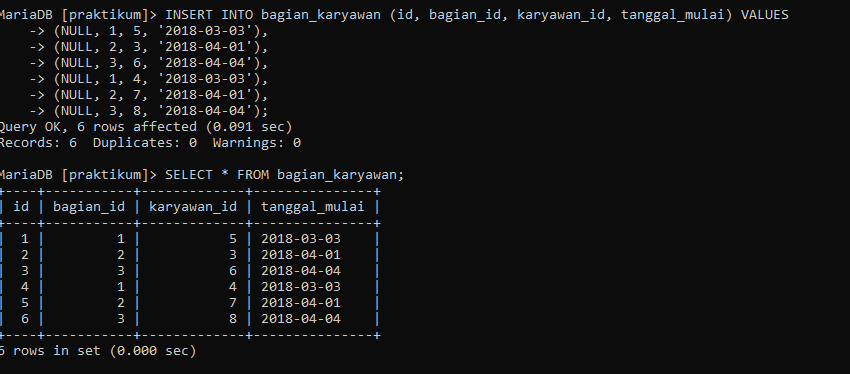 MariaDB [praktikum]> INSERT INTO bagian_karyawan (id, bagian_id, karyawan_id, tanggal_mulai) VALUES
    -> (NULL, 1, 5, '2018-03-03'),
    -> (NULL, 2, 3, '2018-04-01'),
    -> (NULL, 3, 6, '2018-04-04'),
    -> (NULL, 1, 4, '2018-03-03'),
    -> (NULL, 2, 7, '2018-04-01'),
    -> (NULL, 3, 8, '2018-04-04');
Query OK, 6 rows affected (0.091 sec)
Records: 6  Duplicates: 0  Warnings: 0

MariaDB [praktikum]> SELECT * FROM bagian_karyawan;
+----+-----------+-------------+---------------+
| id | bagian_id | karyawan_id | tanggal_mulai |
+----+-----------+-------------+---------------+
|  1 |         1 |           5 | 2018-03-03    |
|  2 |         2 |           3 | 2018-04-01    |
|  3 |         3 |           6 | 2018-04-04    |
|  4 |         1 |           4 | 2018-03-03    |
|  5 |         2 |           7 | 2018-04-01    |
|  6 |         3 |           8 | 2018-04-04    |
+----+-----------+-------------+---------------+
6 rows in set (0.000 sec)